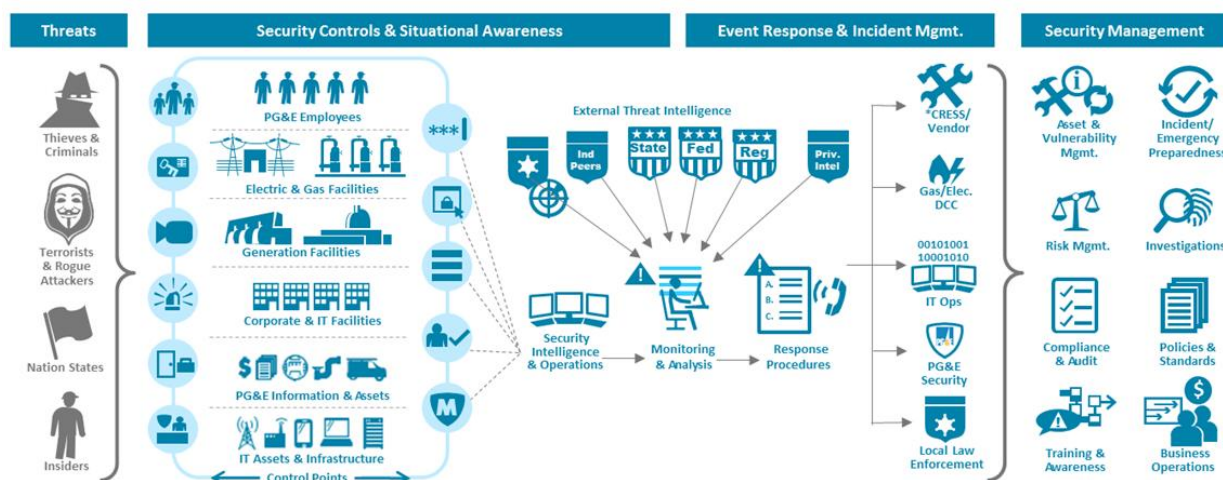 Threats
Security Controls & Situational Awareness
Event Response & Incident Mgmt.
Security Management
Thieves &
Criminals
Terrorists
& Rogue
Attackers
Nation States
Insiders
PG&E Employees
Electric & Gas Facilities
Generation Facilities
Corporate & IT Facilities
$
PG&E Information & Assets
IT Assets & Infrastructure
Control Points
***
M
Security
Intelligence
& Operations
External Threat Intelligence
Ind
Peers
State
Fed
Reg
Priv.
Intel
!
Monitoring
& Analysis
!
A.
B.
C.
Response
Procedures
*CRESS/
Vendor
Gas/Elec.
DCC
00101001
10001010
IT Ops
PG&E
Security
Local Law
Enforcement
i
Asset &
Vulnerability
Mgmt.
Incident/
Emergency
Preparedness
Risk Mgmt.
Investigations
Compliance
& Audit
Policies &
Standards
!
Training &
Awareness
$
Business
Operations